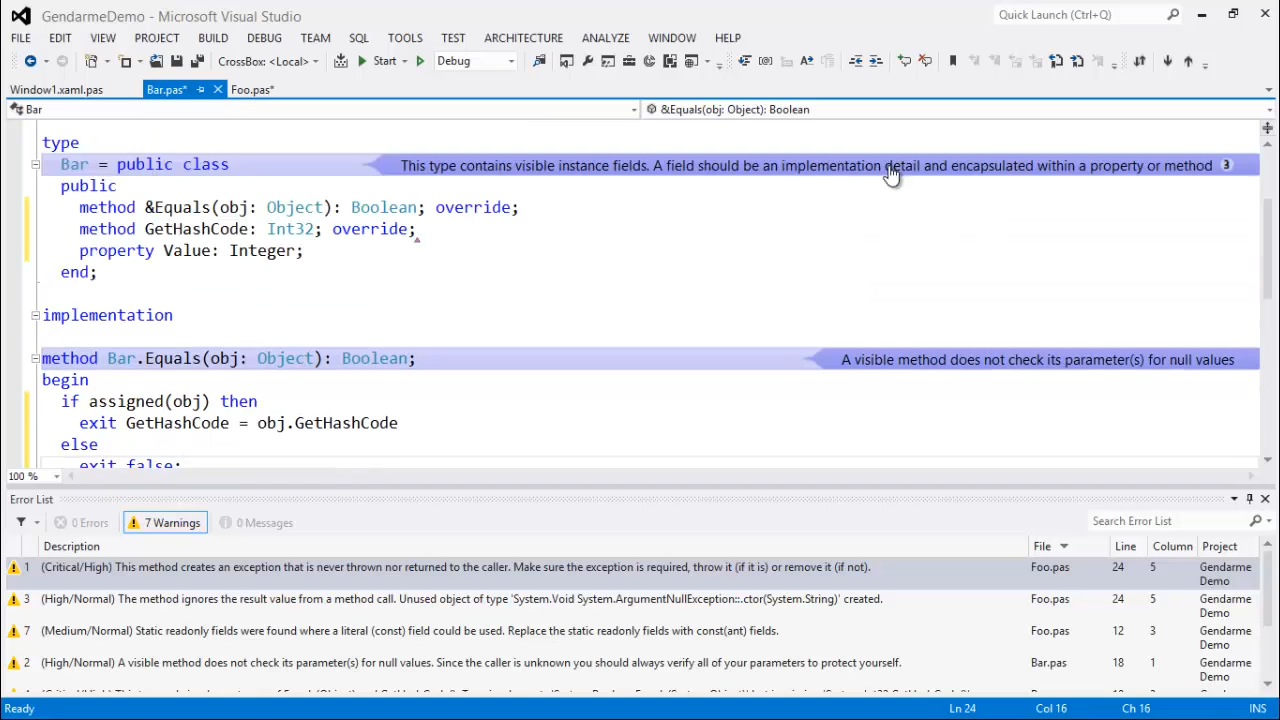 GendarmeDemo - Microsoft Visual Studio
Quick Launch (Ctrl+Q)
FILE EDIT VIEW PROJECT BUILD DEBUG TEAM SQL TOOLS TEST ARCHITECTURE ANALYZE WINDOW HELP
CrossBox: <Local> Start Debug
Window1.xaml.pas Bar.pas* Foo.pas*
Bar &Equals(obj: Object): Boolean
type
Bar = public class This type contains visible instance fields. A field should be an implementation detail and encapsulated within a property or method 3
public
method &Equals(obj: Object): Boolean; override;
method GetHashCode: Int32; override;
property Value: Integer;
end;
implementation
method Bar.Equals(obj: Object): Boolean; A visible method does not check its parameter(s) for null values
begin
if assigned(obj) then
exit GetHashCode = obj.GetHashCode
else
exit false;
100 %
Error List
0 Errors 7 Warnings 0 Messages Search Error List
Description File Line Column Project
1 (Critical/High) This method creates an exception that is never thrown nor returned to the caller. Make sure the exception is required, throw it (if it is) or remove it (if not). Foo.pas 24 5 Gendarme
Demo
3 (High/Normal) The method ignores the result value from a method call. Unused object of type 'System.Void System.ArgumentNullException::.ctor(System.String)' created. Foo.pas 24 5 Gendarme
Demo
7 (Medium/Normal) Static readonly fields were found where a literal (const) field could be used. Replace the static readonly fields with const(ant) fields. Foo.pas 12 3 Gendarme
Demo
2 (High/Normal) A visible method does not check its parameter(s) for null values. Since the caller is unknown you should always verify all of your parameters to protect yourself. Bar.pas 18 1 Gendarme
Demo
Ready Ln 24 Col 16 Ch 16 INS